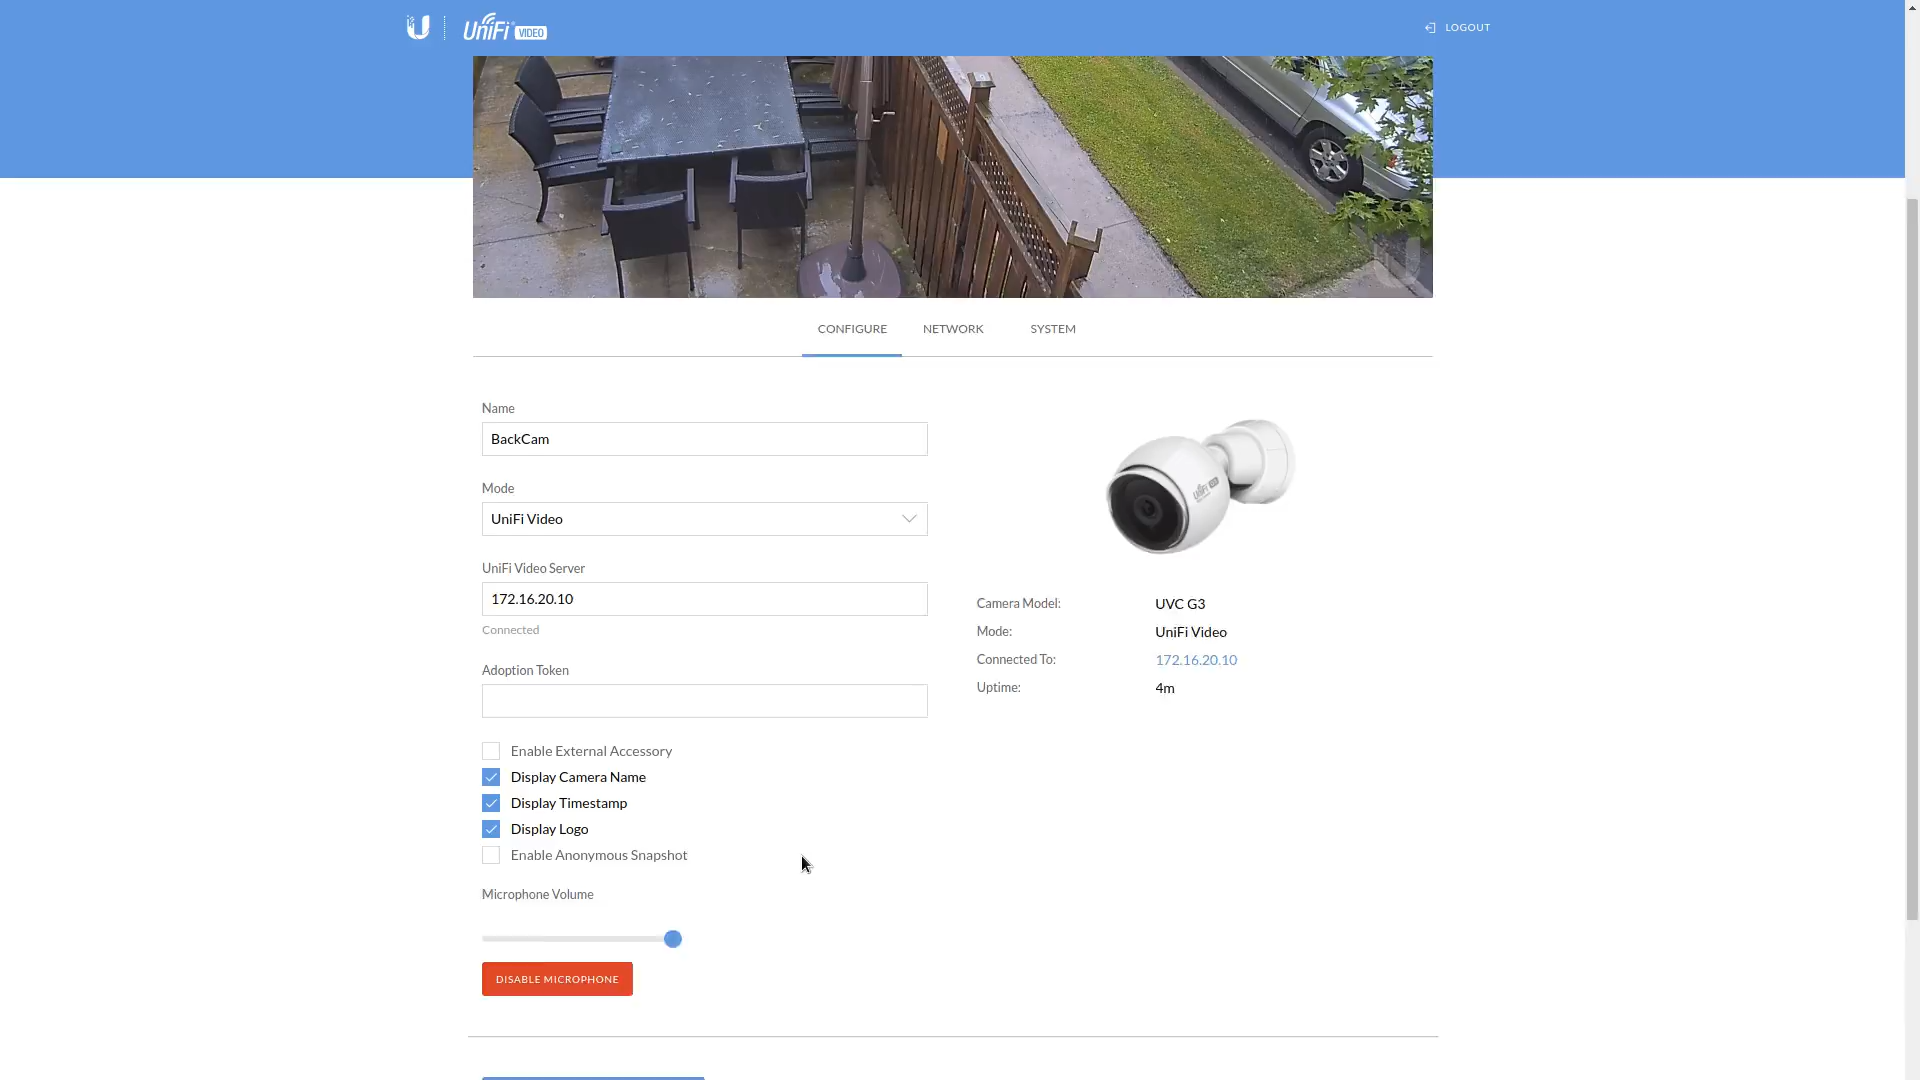 UniFi VIDEO
LOGOUT
CONFIGURE NETWORK SYSTEM
Name
BackCam
Mode
UniFi Video
UniFi Video Server
172.16.20.10
Connected
Adoption Token
Enable External Accessory
Display Camera Name
Display Timestamp
Display Logo
Enable Anonymous Snapshot
Microphone Volume
DISABLE MICROPHONE
Camera Model: UVC G3
Mode: UniFi Video
Connected To: 172.16.20.10
Uptime: 4m